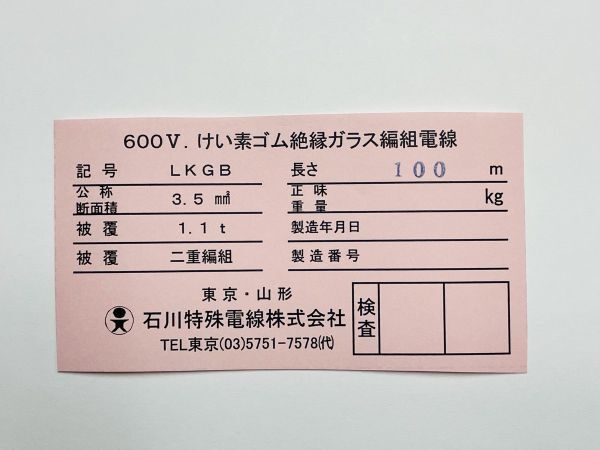 600V. けい素ゴム絶縁ガラス編組電線
記号 LKGB
公称断面積 3.5 ㎟
被覆 1.1t
被覆 二重編組
長さ 100 m
正味重量 kg
製造年月日
製造番号
東京・山形
石川特殊電線株式会社
TEL東京(03)5751-7578㈹
検査